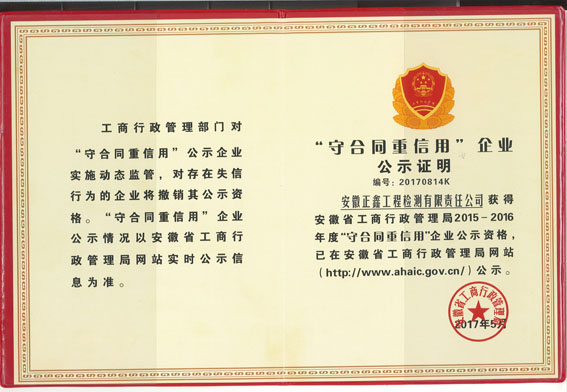 工商行政管理部门对
“守合同重信用”公示企业
实施动态监管，对存在失信
行为的企业将撤销其公示资
格。“守合同重信用”企业
公示情况以安徽省工商行
政管理局网站实时公示信
息为准。
“守合同重信用”企业
公示证明
编号：20170814K
安徽正鑫工程检测有限责任公司获得
安徽省工商行政管理局2015－2016
年度“守合同重信用”企业公示资格，
已在安徽省工商行政管理局网站
（http://www.ahaic.gov.cn/）公示。
安徽省工商行政管理局
2017年5月